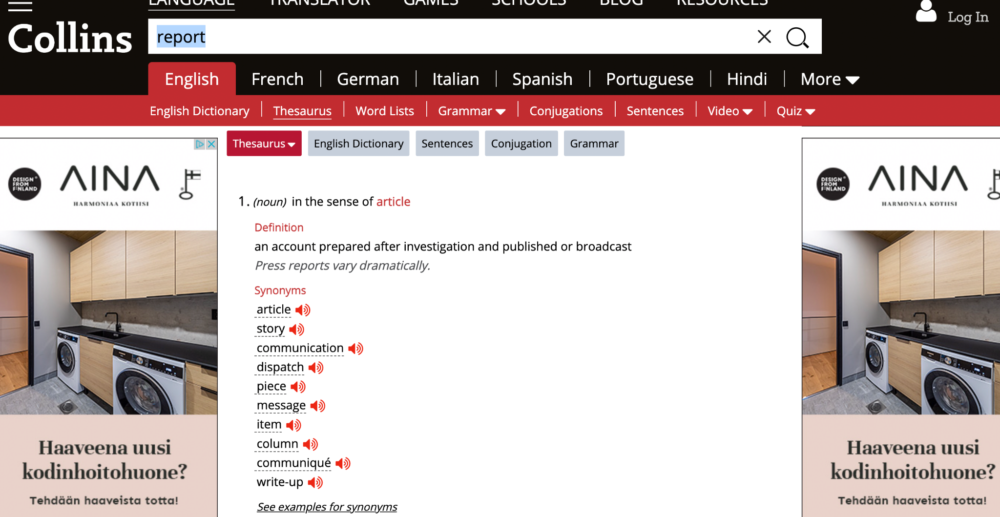 LANGUAGE TRANSLATOR GAMES SCHOOLS BLOG RESOURCES
Collins
report
Log In
English French German Italian Spanish Portuguese Hindi More
English Dictionary Thesaurus Word Lists Grammar Conjugations Sentences Video Quiz
Thesaurus English Dictionary Sentences Conjugation Grammar
1. (noun) in the sense of article
Definition
an account prepared after investigation and published or broadcast
Press reports vary dramatically.
Synonyms
article
story
communication
dispatch
piece
message
item
column
communiqué
write-up
See examples for synonyms
DESIGN
FROM
FINLAND
AINA
HARMONIAA KOTIISI
Haaveena uusi
kodinhoitohuone?
Tehdään haaveista totta!
DESIGN
FROM
FINLAND
AINA
HARMONIAA KOTIISI
Haaveena uusi
kodinhoitohuone?
Tehdään haaveista totta!